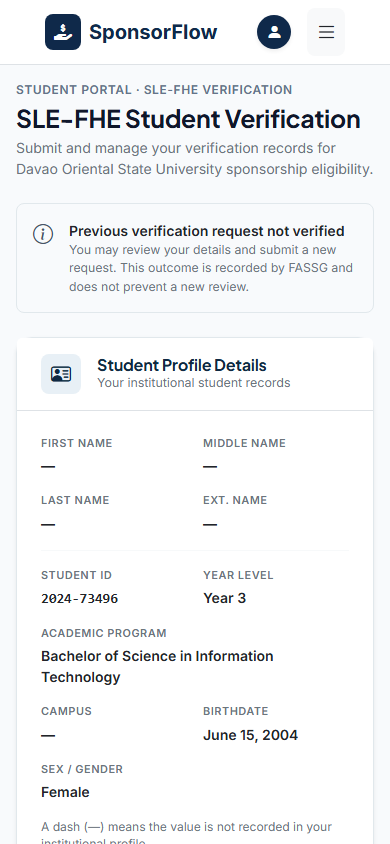 SponsorFlow
STUDENT PORTAL · SLE-FHE VERIFICATION
SLE-FHE Student Verification
Submit and manage your verification records for
Davao Oriental State University sponsorship eligibility.
Previous verification request not verified
You may review your details and submit a new
request. This outcome is recorded by FASSG and
does not prevent a new review.
Student Profile Details
Your institutional student records
FIRST NAME
—
MIDDLE NAME
—
LAST NAME
—
EXT. NAME
—
STUDENT ID
2024-73496
YEAR LEVEL
Year 3
ACADEMIC PROGRAM
Bachelor of Science in Information
Technology
CAMPUS
—
BIRTHDATE
June 15, 2004
SEX / GENDER
Female
A dash (—) means the value is not recorded in your
institutional profile